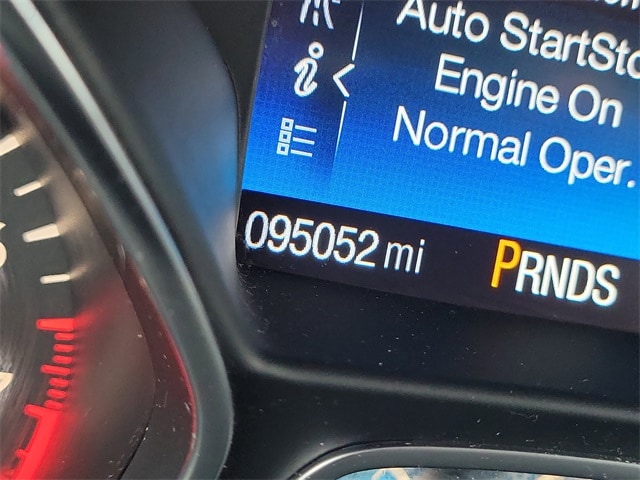 Auto StartSto
Engine On
Normal Oper.
095052 mi PRNDS